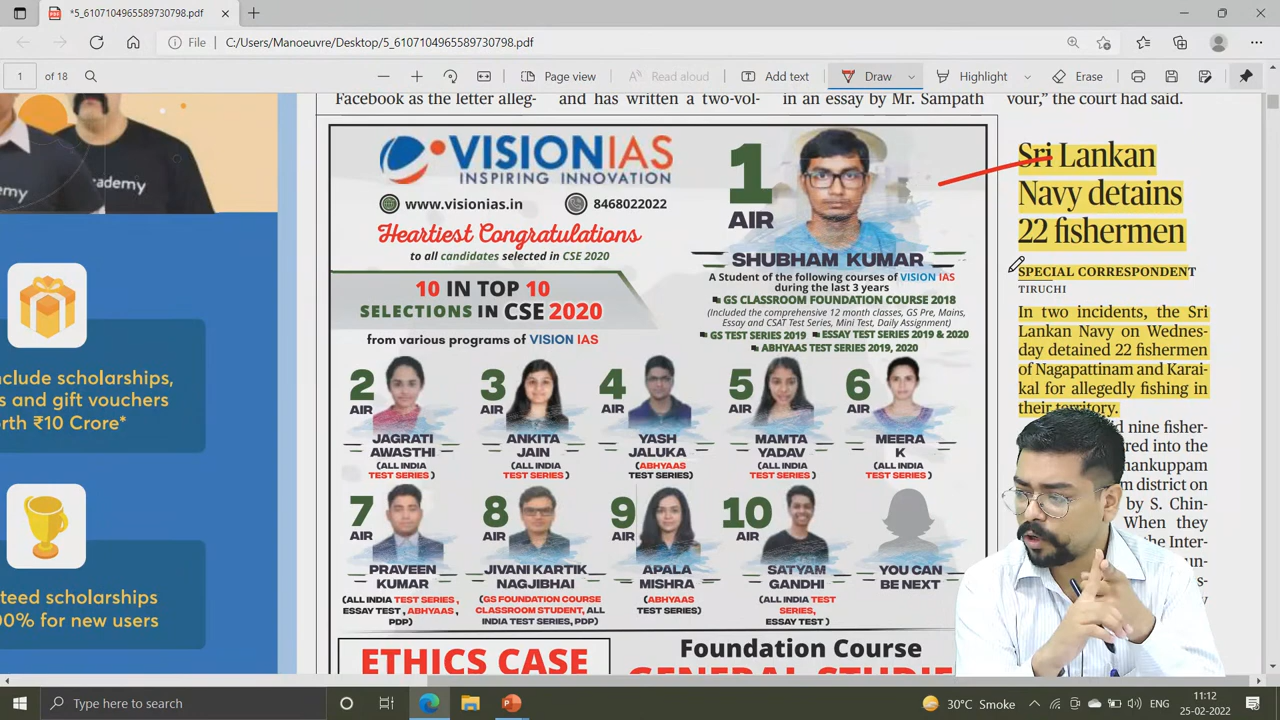 *5_6107104965589730798.pdf
File
C:/Users/Manoeuvre/Desktop/5_6107104965589730798.pdf
1
of 18
Page view
Read aloud
Add text
Draw
Highlight
Erase
Facebook as the letter alleg-
and has written a two-vol-
in an essay by Mr. Sampath
vour,” the court had said.
VISIONIAS
INSPIRING INNOVATION
www.visionias.in
8468022022
Heartiest Congratulations
to all candidates selected in CSE 2020
10 IN TOP 10
SELECTIONS IN CSE 2020
from various programs of VISION IAS
1
AIR
SHUBHAM KUMAR
A Student of the following courses of VISION IAS
during the last 3 years
GS CLASSROOM FOUNDATION COURSE 2018
(Included the comprehensive 12 month classes, GS Pre, Mains,
Essay and CSAT Test Series, Mini Test, Daily Assignment)
GS TEST SERIES 2019 ESSAY TEST SERIES 2019 & 2020
ABHYAAS TEST SERIES 2019, 2020
2
AIR
JAGRATI
AWASTHI
(ALL INDIA
TEST SERIES)
3
AIR
ANKITA
JAIN
(ALL INDIA
TEST SERIES)
4
AIR
YASH
JALUKA
(ABHYAAS
TEST SERIES)
5
AIR
MAMTA
YADAV
(ALL INDIA
TEST SERIES)
6
AIR
MEERA
K
(ALL INDIA
TEST SERIES)
7
AIR
PRAVEEN
KUMAR
(ALL INDIA TEST SERIES,
ESSAY TEST, ABHYAAS,
PDP)
8
AIR
JIVANI KARTIK
NAGJIBHAI
(GS FOUNDATION COURSE
CLASSROOM STUDENT, ALL
INDIA TEST SERIES, PDP)
9
AIR
APALA
MISHRA
(ABHYAAS
TEST SERIES)
10
AIR
SATYAM
GANDHI
(ALL INDIA TEST
SERIES,
ESSAY TEST)
YOU CAN
BE NEXT
ETHICS CASE
Foundation Course
Sri Lankan
Navy detains
22 fishermen
SPECIAL CORRESPONDENT
TIRUCHI
In two incidents, the Sri
Lankan Navy on Wednes-
day detained 22 fishermen
of Nagapattinam and Karai-
kal for allegedly fishing in
their territory.
nine fisher-
into the
district on
by S. Chin-
When they
Inter-
nclude scholarships,
and gift vouchers
₹10 Crore*
scholarships
for new users
Type here to search
30°C Smoke
ENG
11:12
25-02-2022